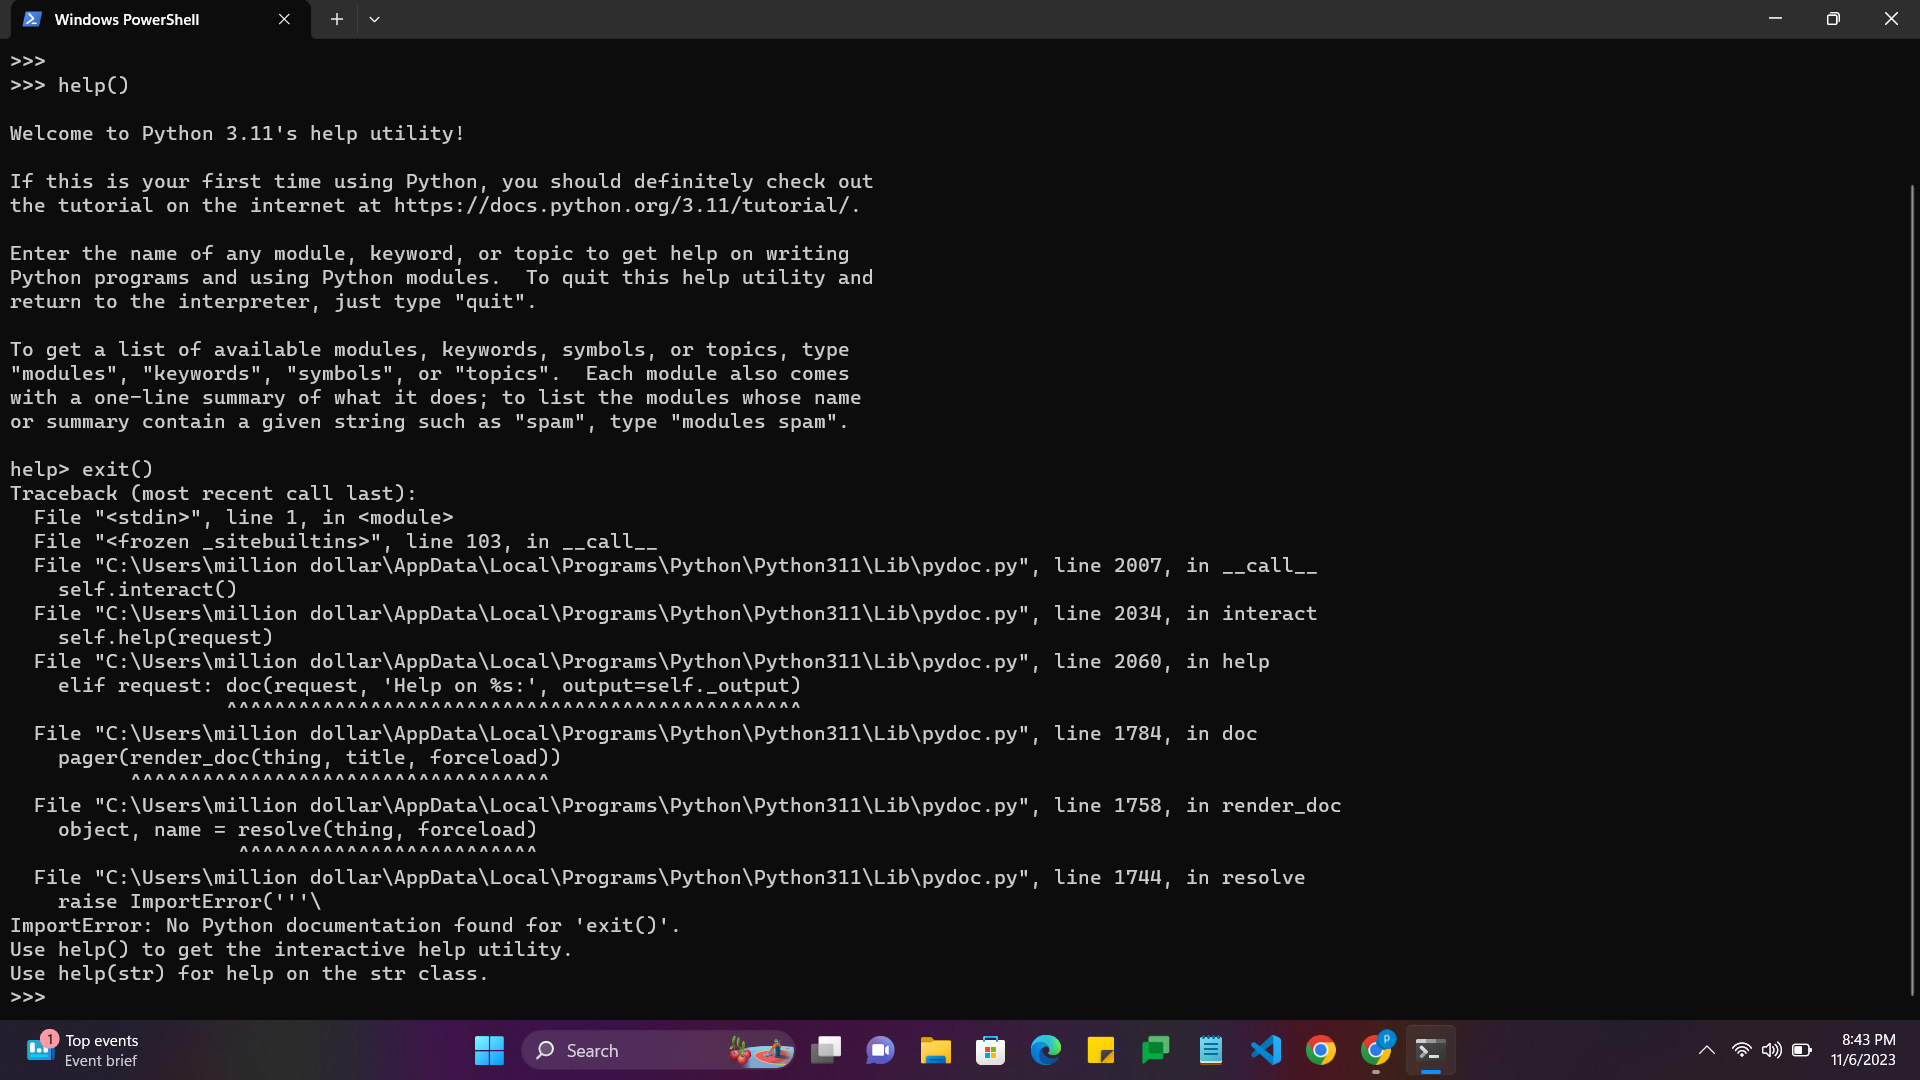 Windows PowerShell
>>>
>>> help()
Welcome to Python 3.11's help utility!
If this is your first time using Python, you should definitely check out
the tutorial on the internet at https://docs.python.org/3.11/tutorial/.
Enter the name of any module, keyword, or topic to get help on writing
Python programs and using Python modules.  To quit this help utility and
return to the interpreter, just type "quit".
To get a list of available modules, keywords, symbols, or topics, type
"modules", "keywords", "symbols", or "topics".  Each module also comes
with a one-line summary of what it does; to list the modules whose name
or summary contain a given string such as "spam", type "modules spam".
help> exit()
Traceback (most recent call last):
  File "<stdin>", line 1, in <module>
  File "<frozen _sitebuiltins>", line 103, in __call__
  File "C:\Users\million dollar\AppData\Local\Programs\Python\Python311\Lib\pydoc.py", line 2007, in __call__
    self.interact()
  File "C:\Users\million dollar\AppData\Local\Programs\Python\Python311\Lib\pydoc.py", line 2034, in interact
    self.help(request)
  File "C:\Users\million dollar\AppData\Local\Programs\Python\Python311\Lib\pydoc.py", line 2060, in help
    elif request: doc(request, 'Help on %s:', output=self._output)
                  ^^^^^^^^^^^^^^^^^^^^^^^^^^^^^^^^^^^^^^^^^^^^^^^^
  File "C:\Users\million dollar\AppData\Local\Programs\Python\Python311\Lib\pydoc.py", line 1784, in doc
    pager(render_doc(thing, title, forceload))
          ^^^^^^^^^^^^^^^^^^^^^^^^^^^^^^^^^^^
  File "C:\Users\million dollar\AppData\Local\Programs\Python\Python311\Lib\pydoc.py", line 1758, in render_doc
    object, name = resolve(thing, forceload)
                   ^^^^^^^^^^^^^^^^^^^^^^^^^
  File "C:\Users\million dollar\AppData\Local\Programs\Python\Python311\Lib\pydoc.py", line 1744, in resolve
    raise ImportError('''\
ImportError: No Python documentation found for 'exit()'.
Use help() to get the interactive help utility.
Use help(str) for help on the str class.
>>>
1
Top events
Event brief
Search
P
8:43 PM
11/6/2023